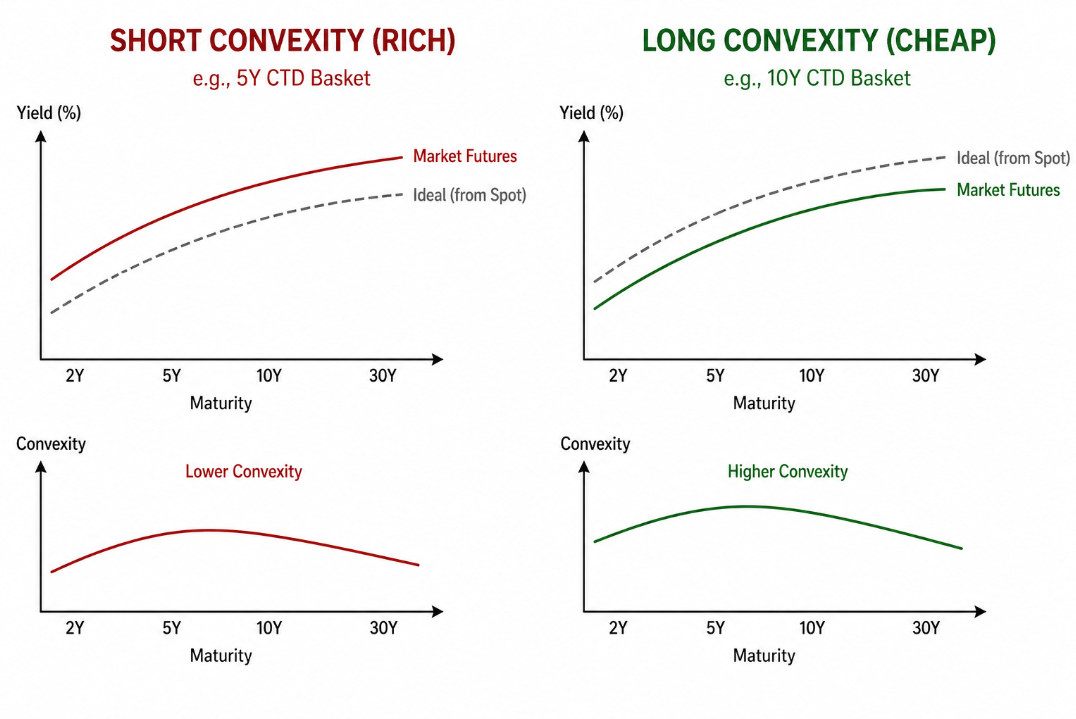 SHORT CONVEXITY (RICH)
e.g., 5Y CTD Basket
Yield (%)
Market Futures
Ideal (from Spot)
2Y 5Y 10Y 30Y
Maturity
Convexity
Lower Convexity
2Y 5Y 10Y 30Y
Maturity
LONG CONVEXITY (CHEAP)
e.g., 10Y CTD Basket
Yield (%)
Ideal (from Spot)
Market Futures
2Y 5Y 10Y 30Y
Maturity
Convexity
Higher Convexity
2Y 5Y 10Y 30Y
Maturity